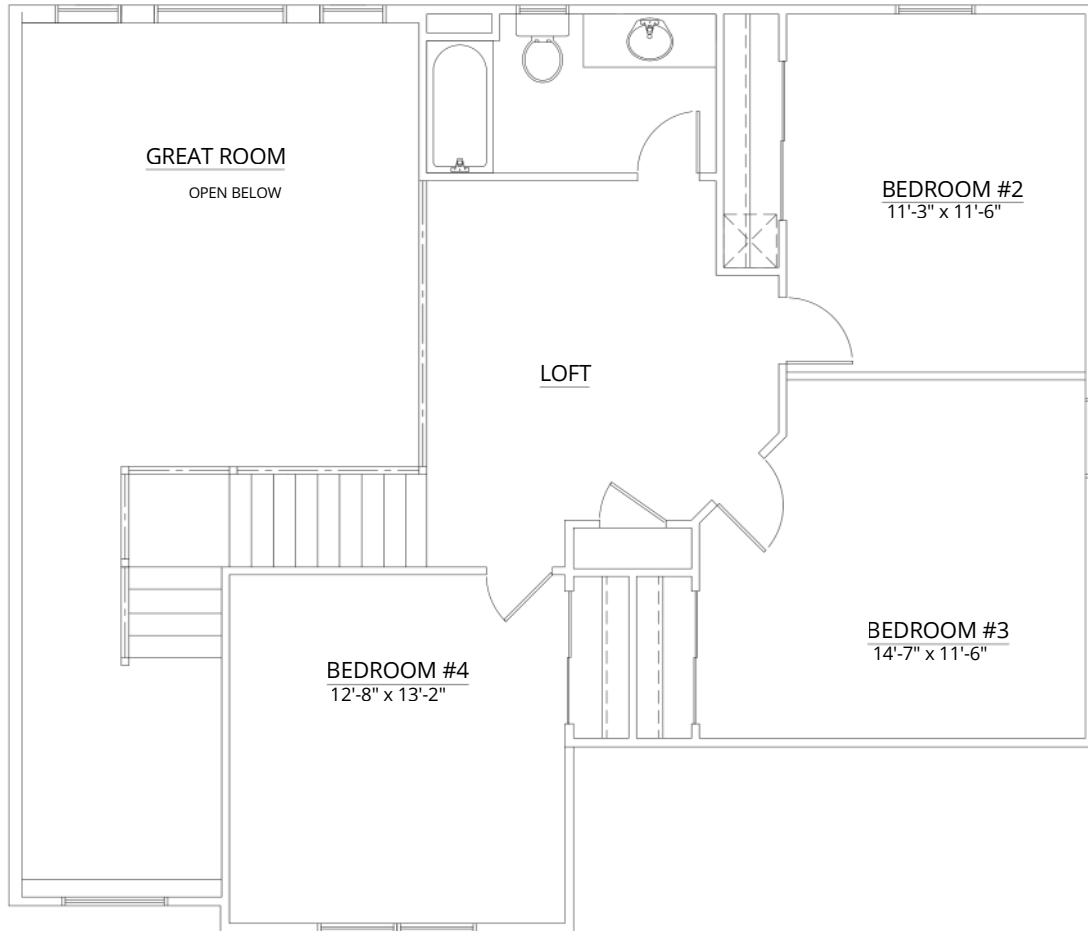 GREAT ROOM
OPEN BELOW
BEDROOM #2
11'-3" x 11'-6"
LOFT
BEDROOM #3
14'-7" x 11'-6"
BEDROOM #4
12'-8" x 13'-2"